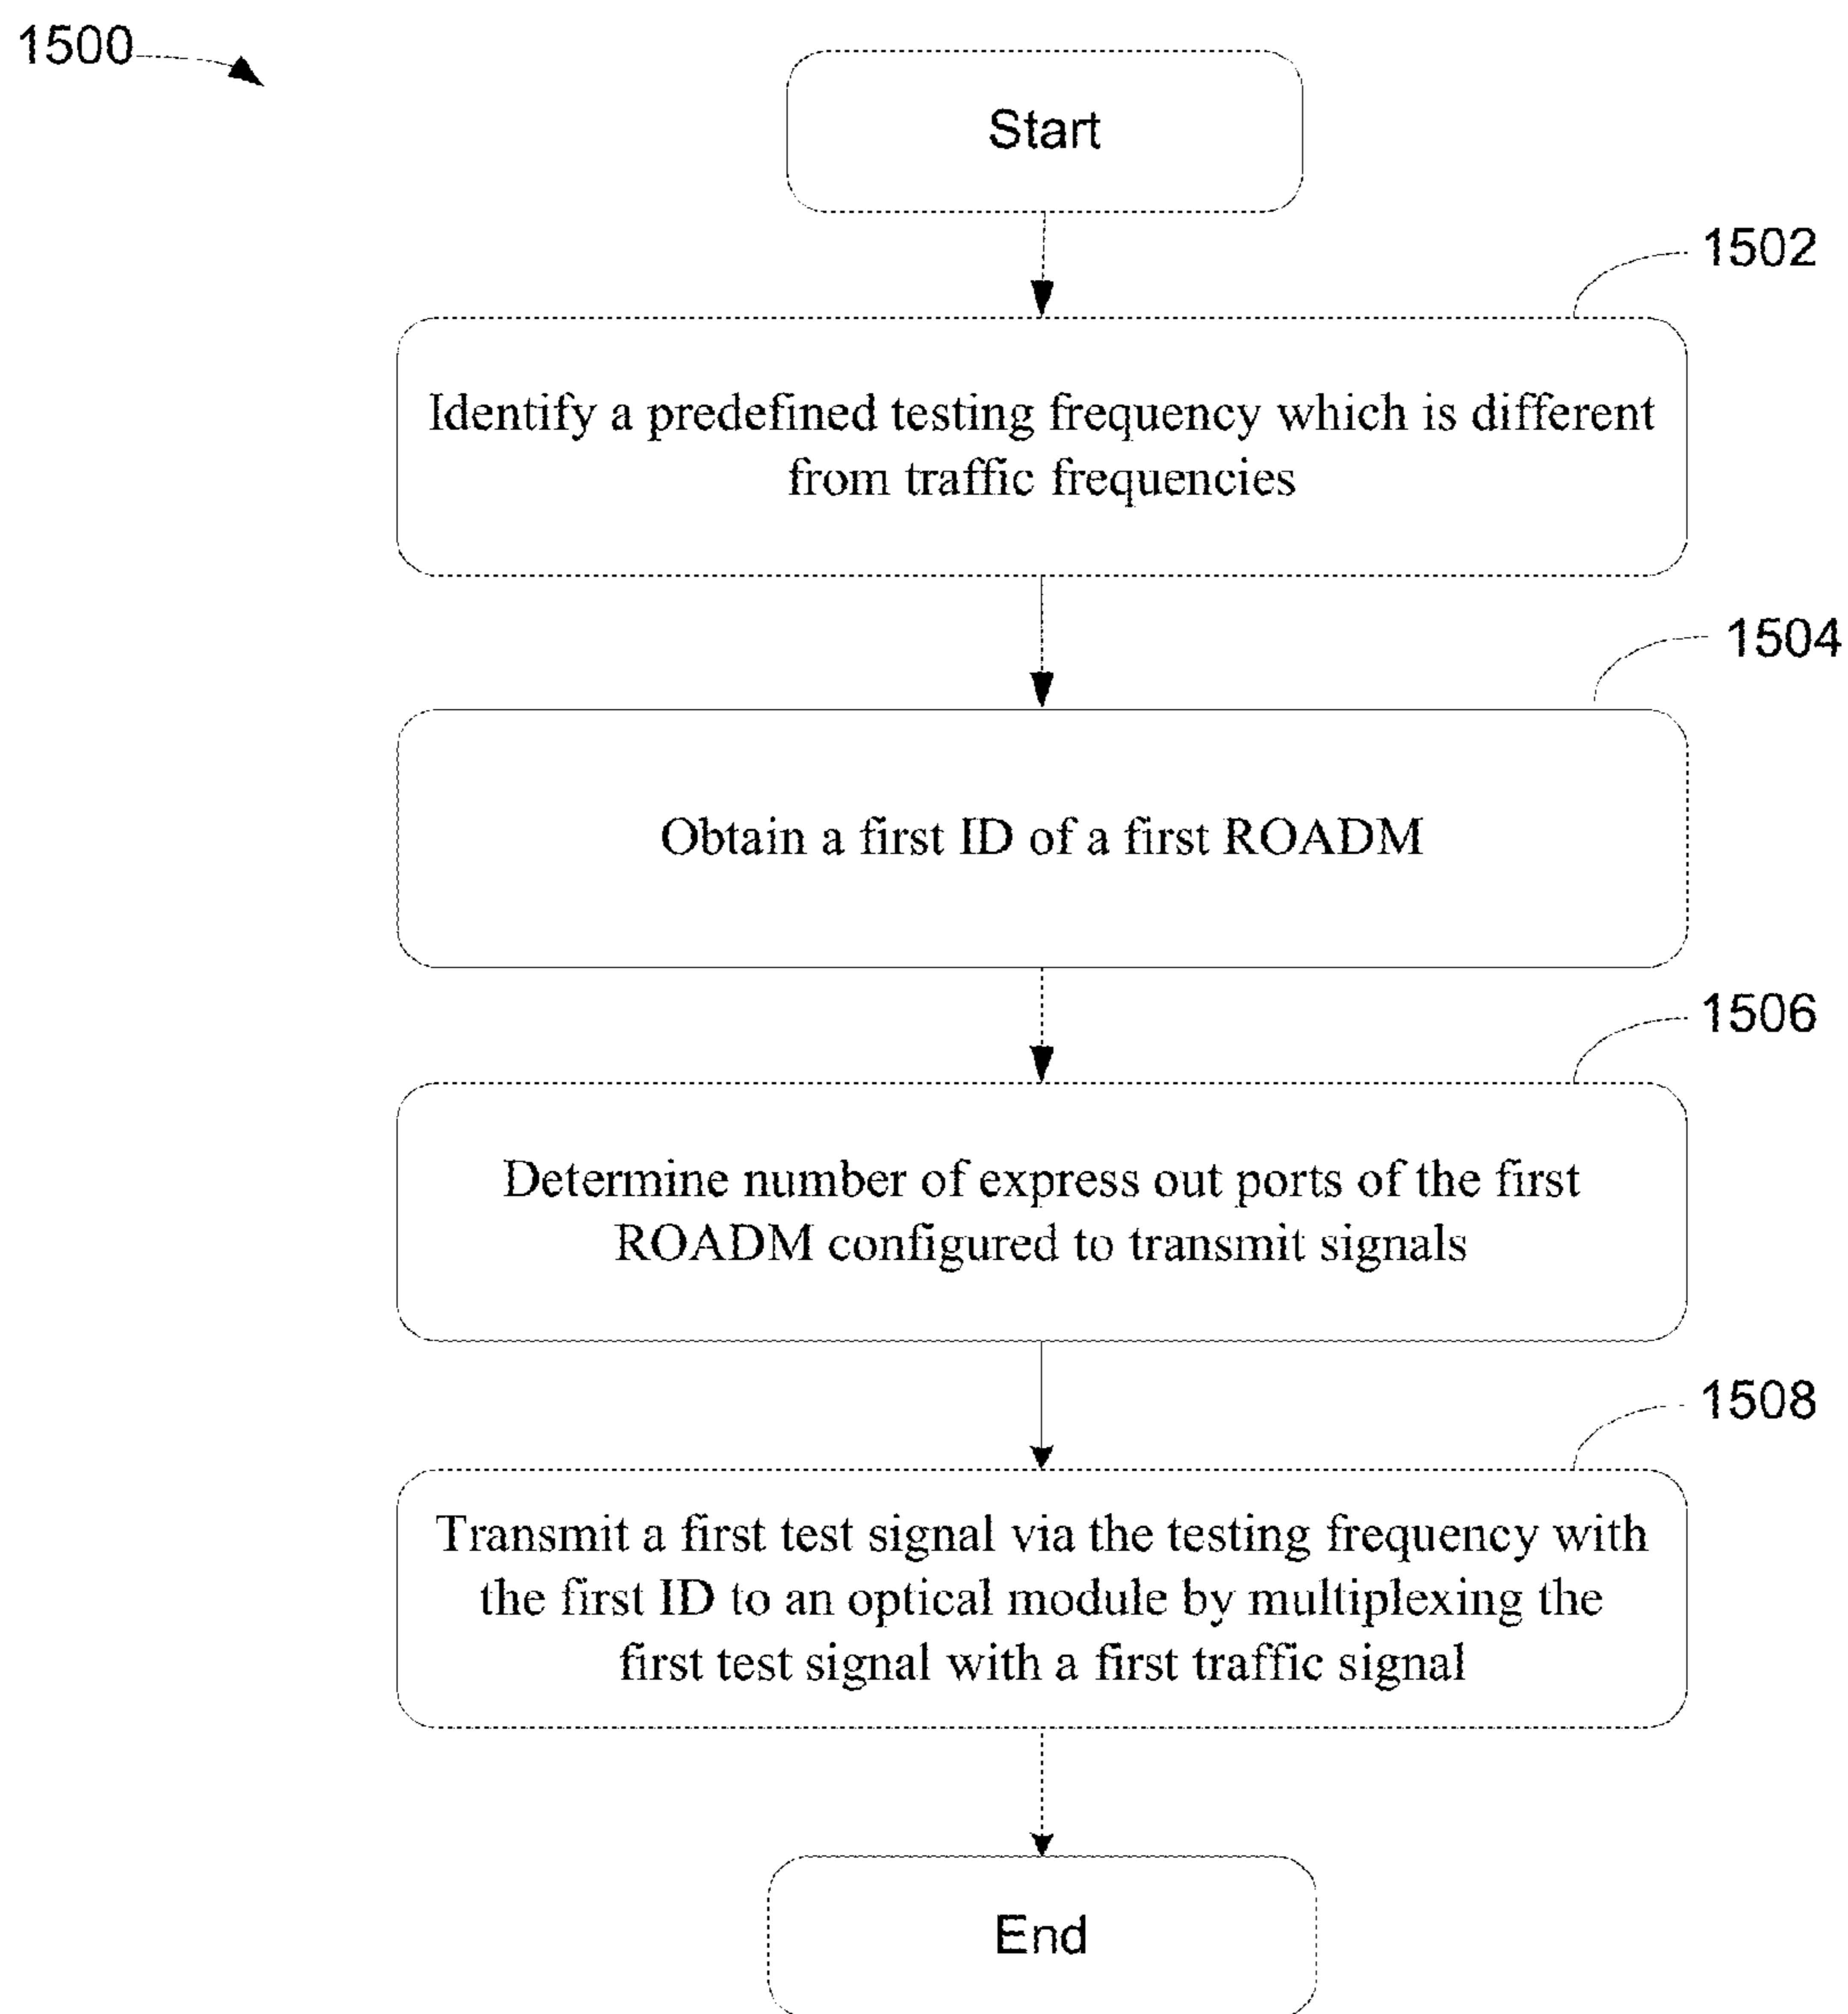 1500
Start
1502
Identify a predefined testing frequency which is different
from traffic frequencies
1504
Obtain a first ID of a first ROADM
1506
Determine number of express out ports of the first
ROADM configured to transmit signals
1508
Transmit a first test signal via the testing frequency with
the first ID to an optical module by multiplexing the
first test signal with a first traffic signal
End